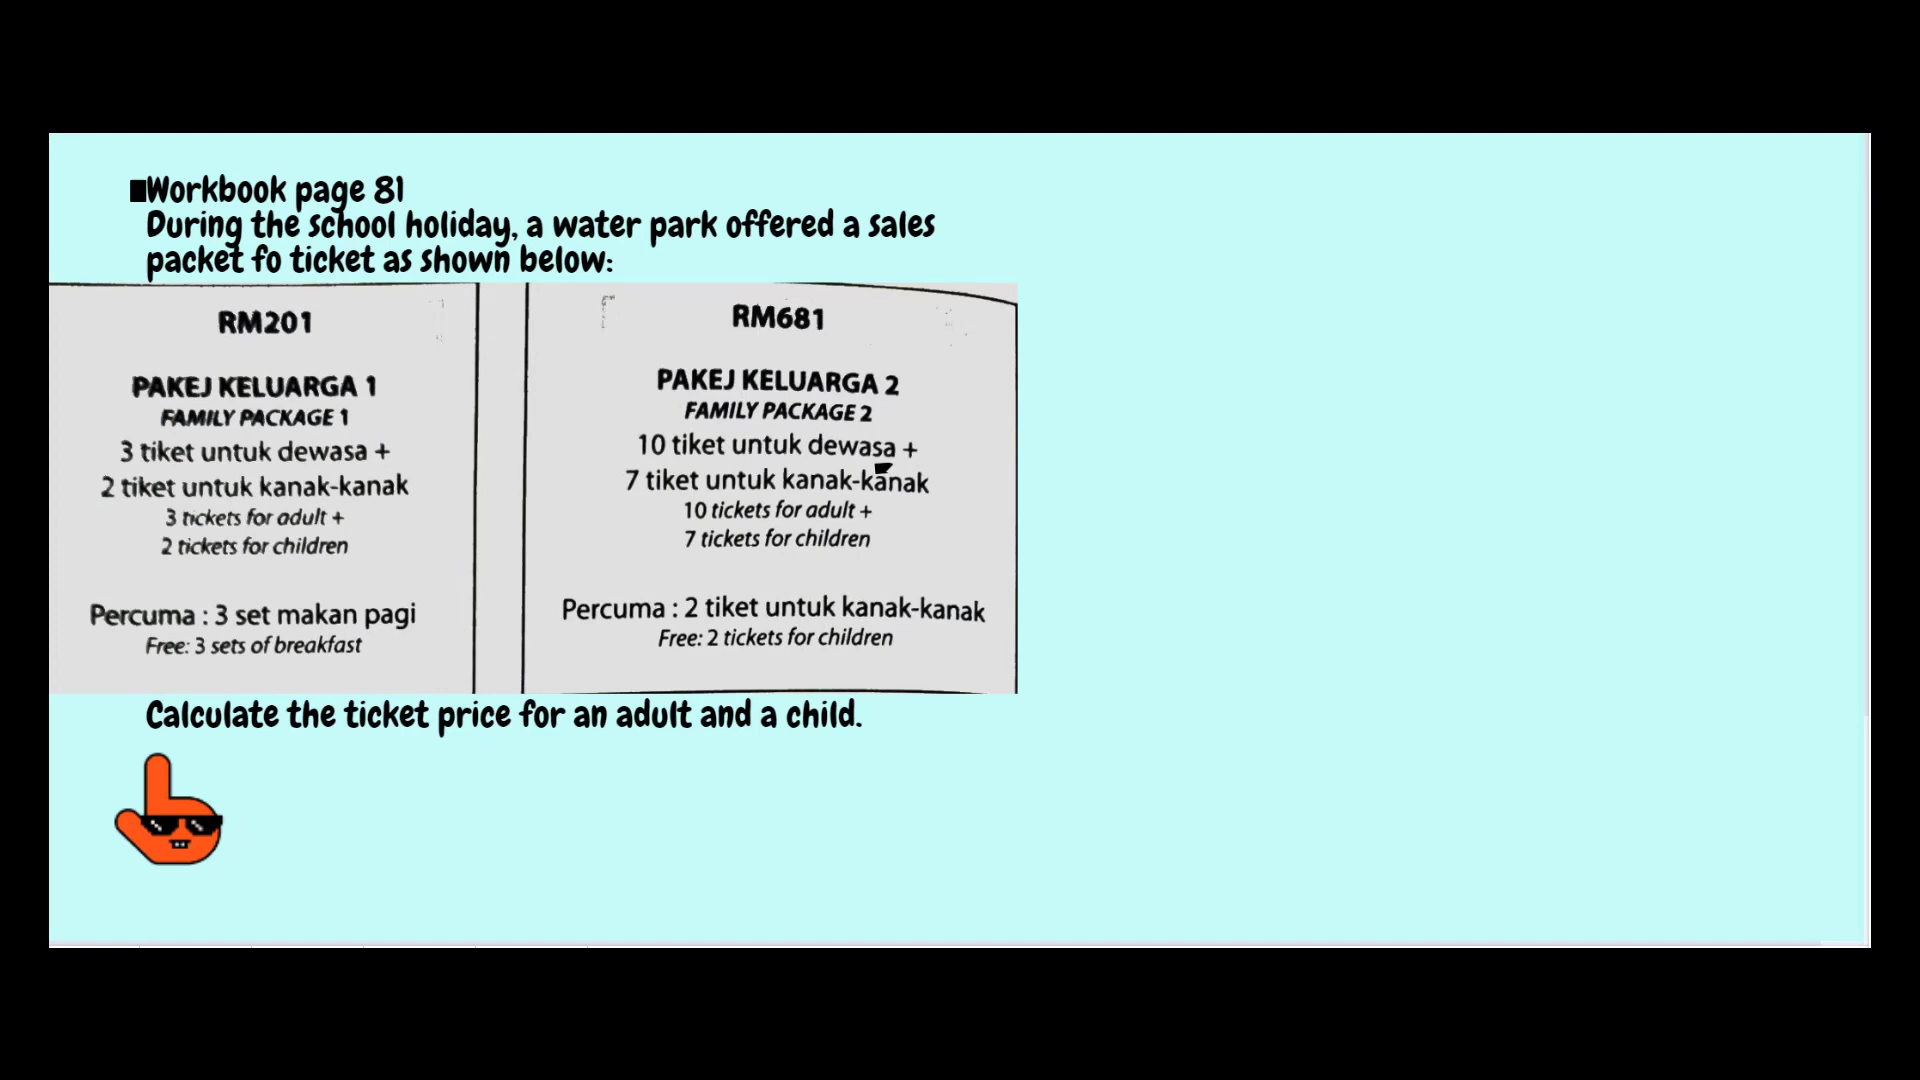 Workbook page 81
During the school holiday, a water park offered a sales
packet fo ticket as shown below:
RM201
PAKEJ KELUARGA 1
FAMILY PACKAGE 1
3 tiket untuk dewasa +
2 tiket untuk kanak-kanak
3 tickets for adult +
2 tickets for children
Percuma : 3 set makan pagi
Free: 3 sets of breakfast
RM681
PAKEJ KELUARGA 2
FAMILY PACKAGE 2
10 tiket untuk dewasa +
7 tiket untuk kanak-kanak
10 tickets for adult +
7 tickets for children
Percuma : 2 tiket untuk kanak-kanak
Free: 2 tickets for children
Calculate the ticket price for an adult and a child.